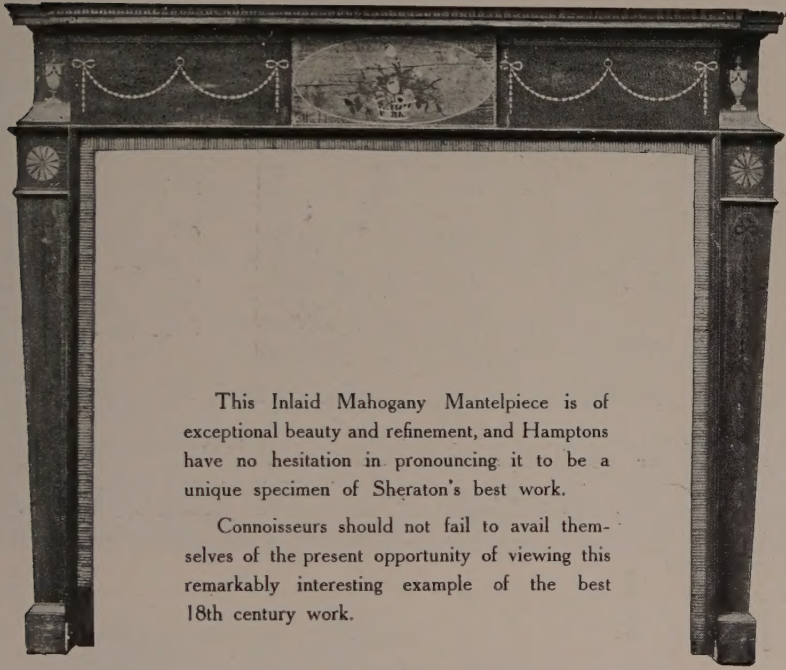 This Inlaid Mahogany Mantelpiece is of
exceptional beauty and refinement, and Hamptons
have no hesitation in pronouncing it to be a
unique specimen of Sheraton's best work.
Connoisseurs should not fail to avail them-
selves of the present opportunity of viewing this
remarkably interesting example of the best
18th century work.